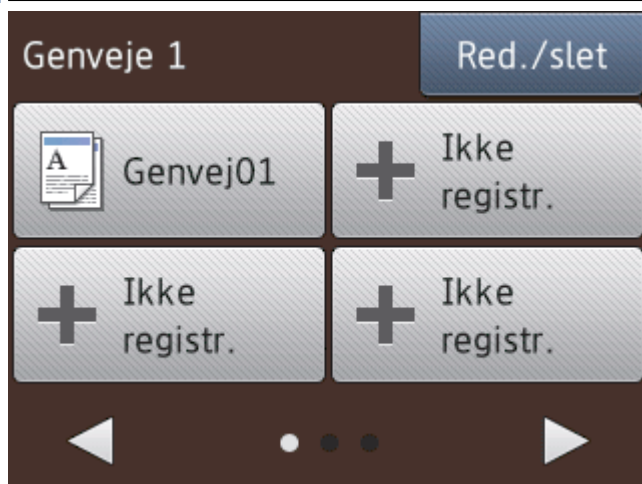 Genveje 1
Red./slet
A
Genvej01
Ikke
registr.
Ikke
registr.
Ikke
registr.